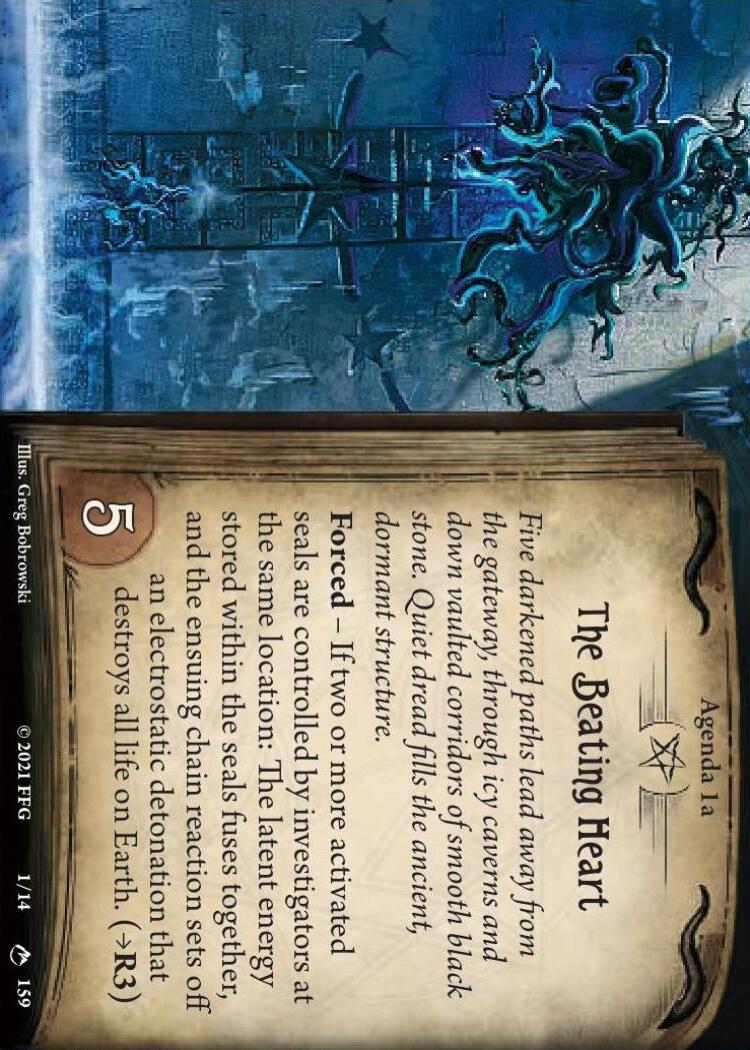 Agenda 1a
The Beating Heart
Five darkened paths lead away from
the gateway, through icy caverns and
down vaulted corridors of smooth black
stone. Quiet dread fills the ancient,
dormant structure.
Forced – If two or more activated
seals are controlled by investigators at
the same location: The latent energy
stored within the seals fuses together,
and the ensuing chain reaction sets off
an electrostatic detonation that
destroys all life on Earth. (→R3)
5
Illus. Greg Bobrowski © 2021 FFG 1/14 159